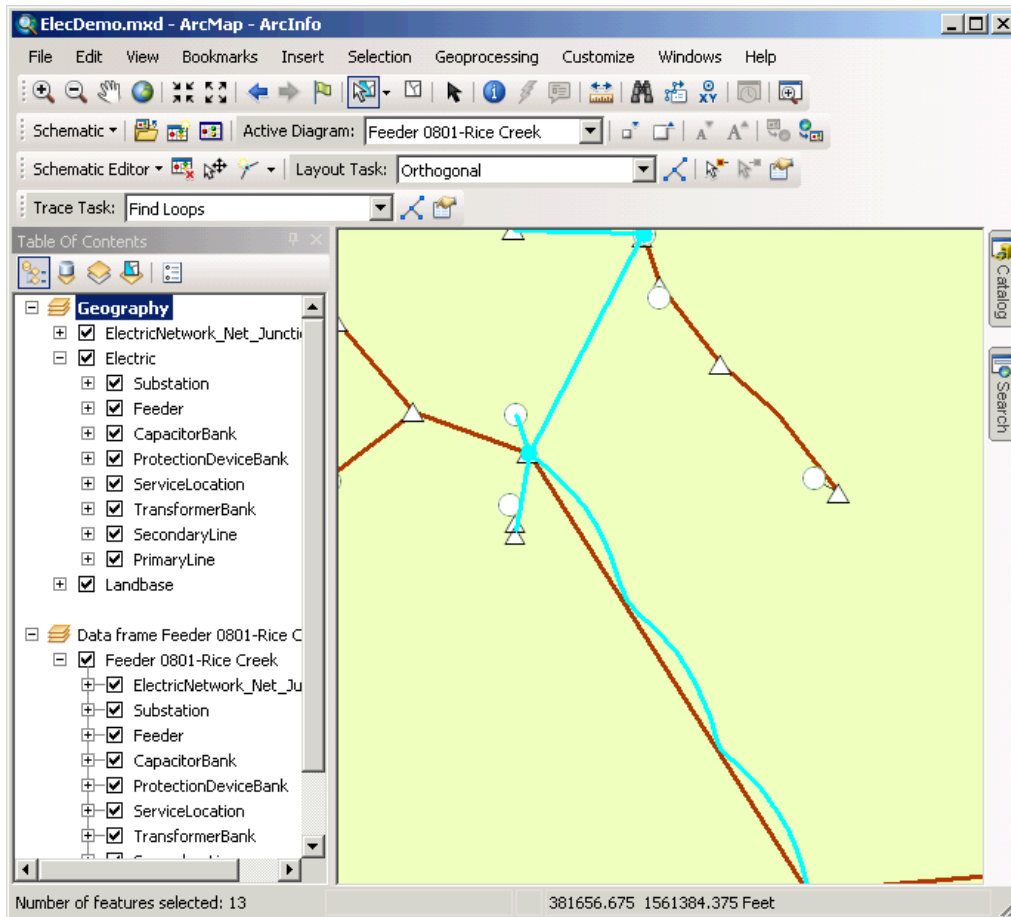 ElecDemo.mxd - ArcMap - ArcInfo
File Edit View Bookmarks Insert Selection Geoprocessing Customize Windows Help
XY
Schematic Active Diagram: Feeder 0801-Rice Creek A A
Schematic Editor Layout Task: Orthogonal
Trace Task: Find Loops
Table Of Contents
Geography
ElectricNetwork_Net_Juncti
Electric
Substation
Feeder
CapacitorBank
ProtectionDeviceBank
ServiceLocation
TransformerBank
SecondaryLine
PrimaryLine
Landbase
Data frame Feeder 0801-Rice C
Feeder 0801-Rice Creek
ElectricNetwork_Net_Ju
Substation
Feeder
CapacitorBank
ProtectionDeviceBank
ServiceLocation
TransformerBank
Catalog
Search
Number of features selected: 13
381656.675 1561384.375 Feet